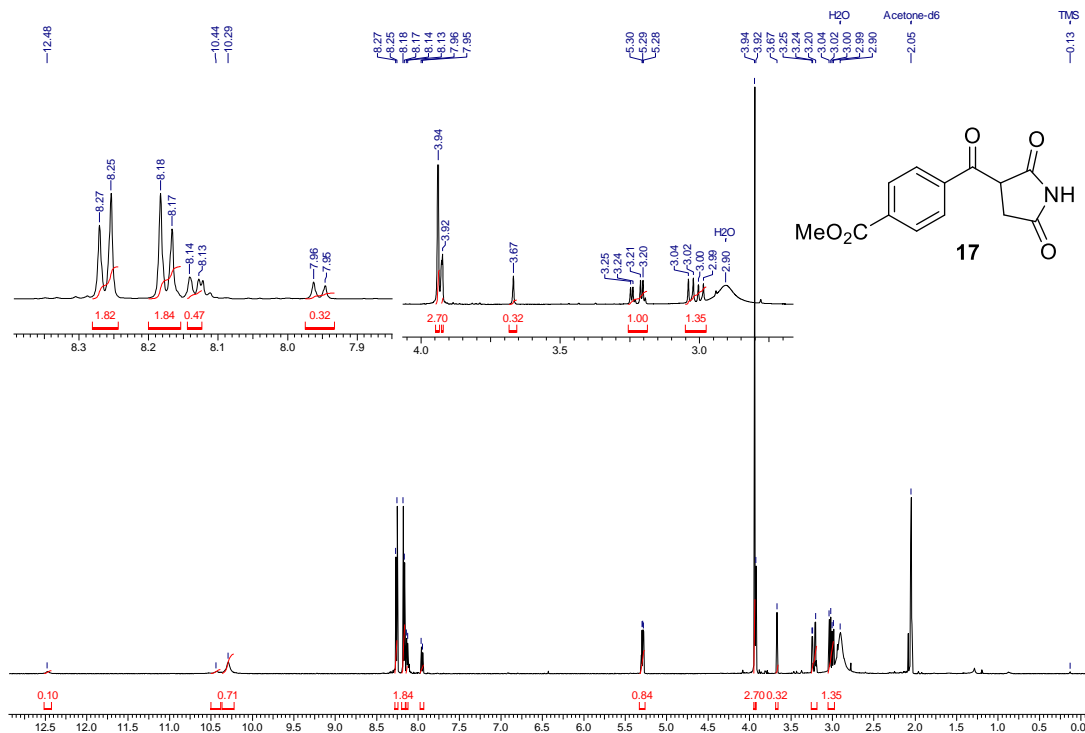 H2O Acetone-d6 TMS
12.48 10.44 10.29 8.27 8.25 8.18 8.17 8.14 8.13 7.96 7.95 5.30 5.29 5.28 3.94 3.92 3.67 3.25 3.24 3.20 3.04 3.02 3.00 2.99 2.90 2.05 0.13
8.27 8.25 8.18 8.17 8.14 8.13 7.96 7.95
1.82 1.84 0.47 0.32
8.3 8.2 8.1 8.0 7.9
3.94 3.92 3.67 3.25 3.24 3.21 3.20 3.04 3.02 3.00 2.99 H2O 2.90
2.70 0.32 1.00 1.35
4.0 3.5 3.0
O O
NH
MeO2C O
17
0.10 0.71 1.84 0.84 2.70 0.32 1.35
12.5 12.0 11.5 11.0 10.5 10.0 9.5 9.0 8.5 8.0 7.5 7.0 6.5 6.0 5.5 5.0 4.5 4.0 3.5 3.0 2.5 2.0 1.5 1.0 0.5 0.0